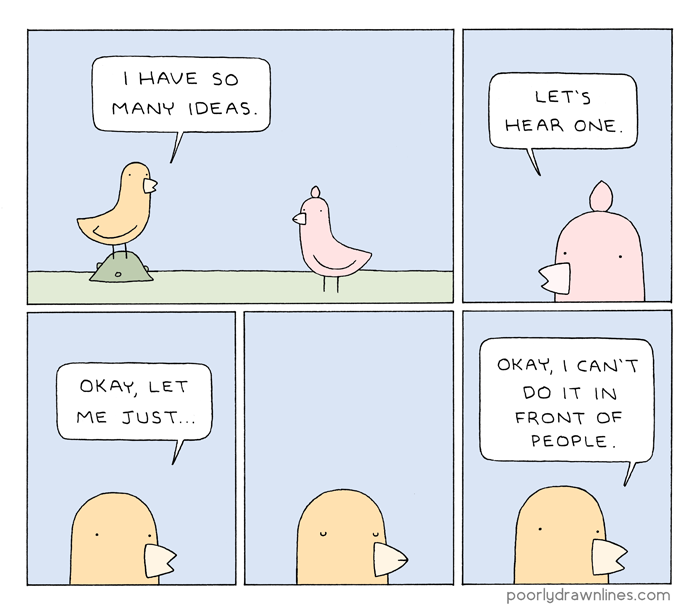 I HAVE SO
MANY IDEAS.
LET'S
HEAR ONE.
OKAY, LET
ME JUST...
OKAY, I CAN'T
DO IT IN
FRONT OF
PEOPLE.
poorlydrawnlines.com